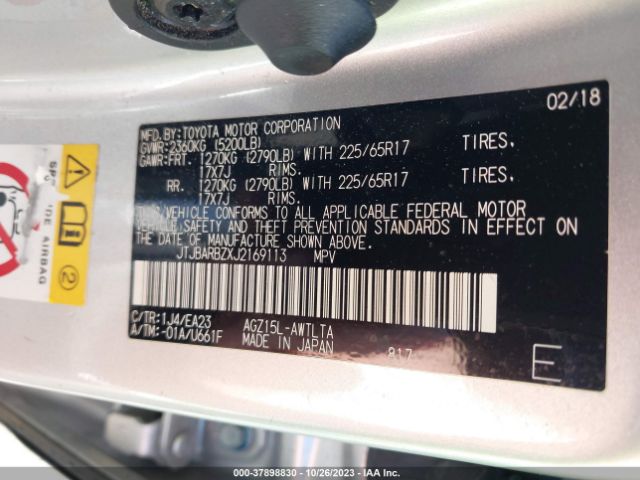 02/18
MFD.BY:TOYOTA MOTOR CORPORATION
GVWR:2360KG (5200LB)
GAWR:FRT. 1270KG (2790LB) WITH 225/65R17 TIRES,
17X7J RIMS.
RR. 1270KG (2790LB) WITH 225/65R17 TIRES,
17X7J RIMS.
THIS VEHICLE CONFORMS TO ALL APPLICABLE FEDERAL MOTOR
VEHICLE SAFETY AND THEFT PREVENTION STANDARDS IN EFFECT
ON THE DATE OF MANUFACTURE SHOWN ABOVE.
JTJBARBZXJ2169113 MPV
C/TR:1J4/EA23 AGZ15L-AWTLTA
A/TM:-01A/U661F MADE IN JAPAN 817
E
AIRBAG
2
000-37898830 / 10/26/2023 / IAA Inc.